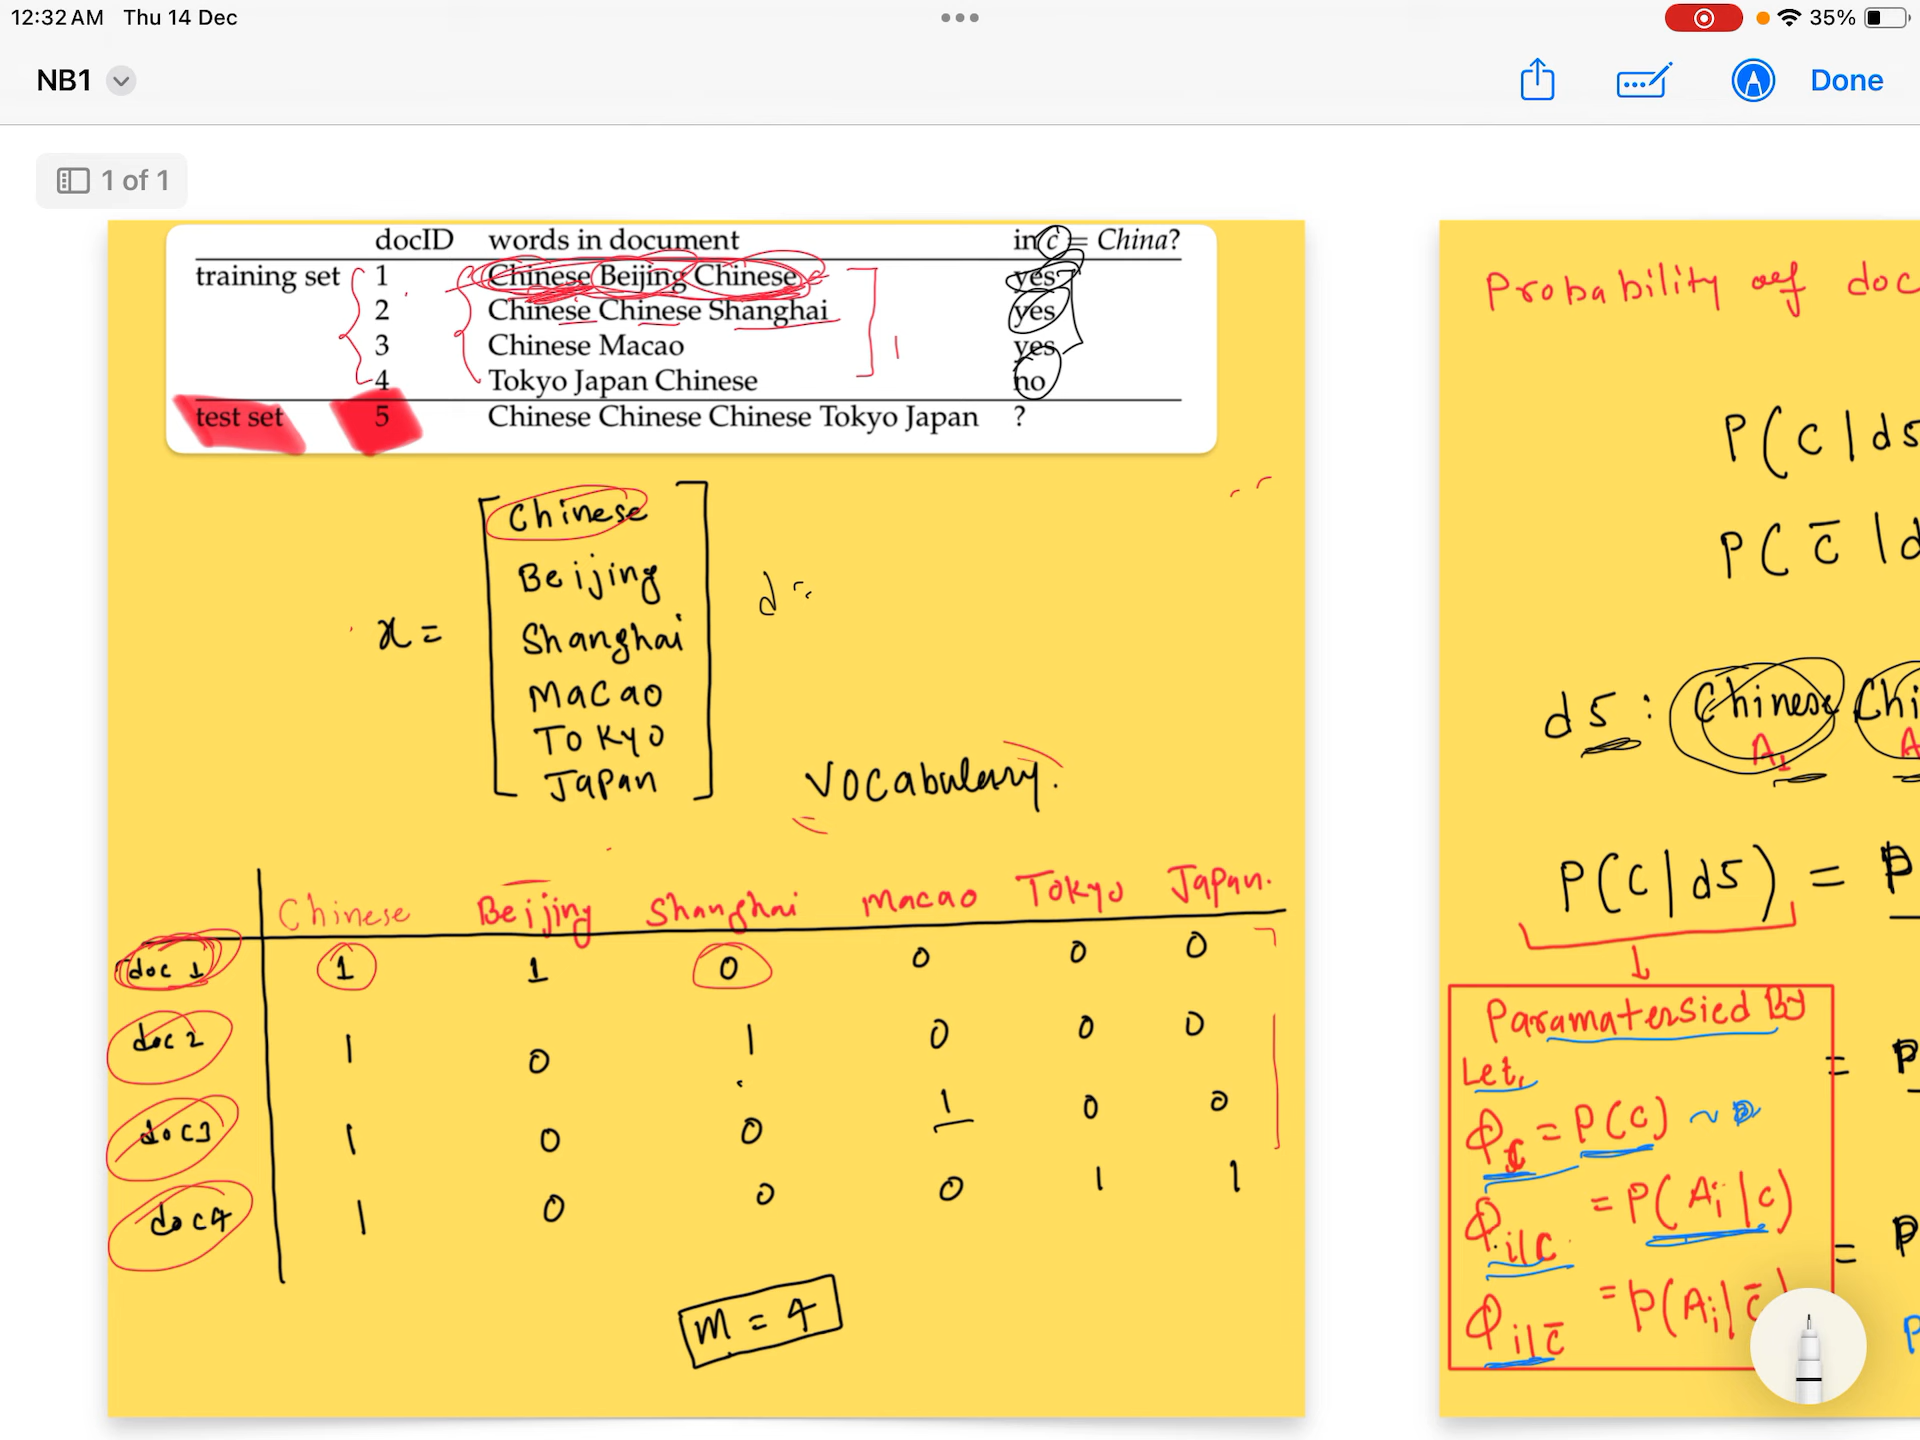 12:32 AM Thu 14 Dec
35%
NB1
Done
1 of 1
docID words in document in c = China?
training set 1 Chinese Beijing Chinese yes
2 Chinese Chinese Shanghai yes
3 Chinese Macao yes
4 Tokyo Japan Chinese no
test set 5 Chinese Chinese Chinese Tokyo Japan ?
x =
Chinese
Beijing
Shanghai
Macao
Tokyo
Japan
d =
Vocabulary.
Chinese Beijing Shanghai Macao Tokyo Japan.
doc 1 1 1 0 0 0 0
doc 2 1 0 1 0 0 0
doc 3 1 0 0 1 0 0
doc 4 1 0 0 0 1 1
m = 4
Probability of doc
P(c|d5
P(c̄|d
d5: Chinese Chi
A1 A
P(c|d5) = P
Paramatersied By
Let,
Φc = P(c) ~
Φi|c = P(Ai|c)
Φi|c̄ = P(Ai|c̄
= P
= P
P